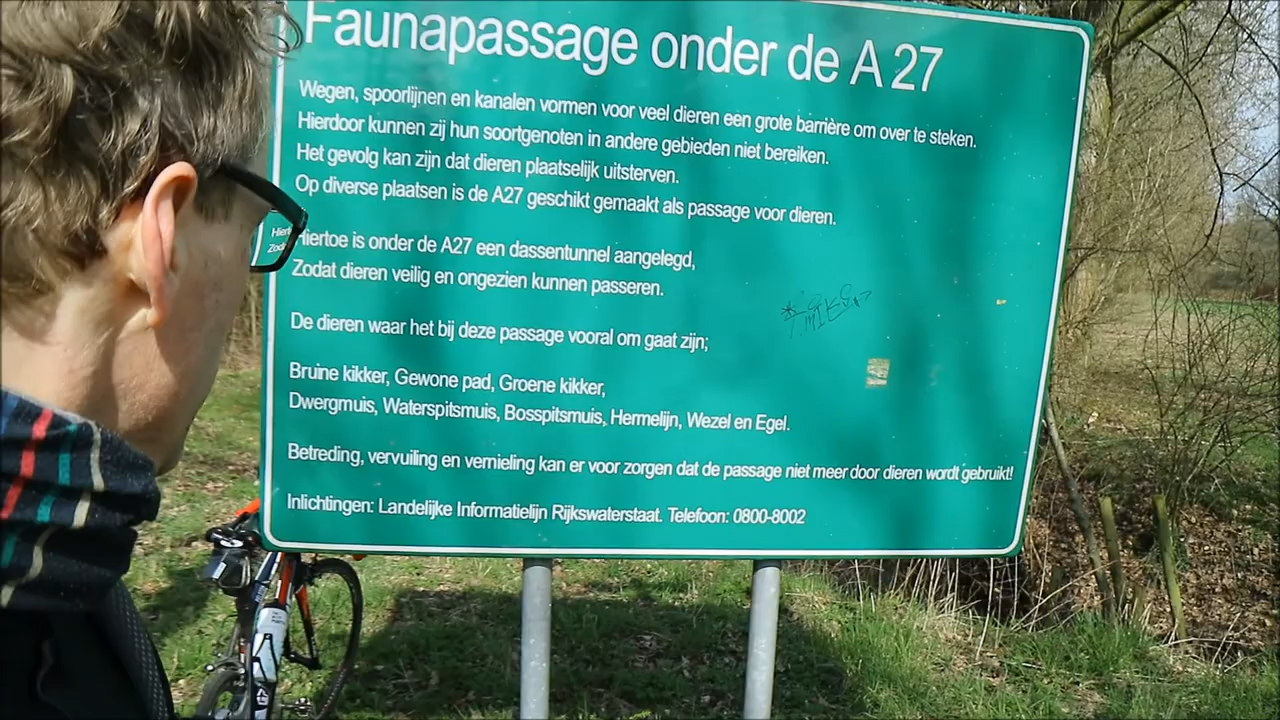 Faunapassage onder de A 27
Wegen, spoorlijnen en kanalen vormen voor veel dieren een grote barrière om over te steken.
Hierdoor kunnen zij hun soortgenoten in andere gebieden niet bereiken.
Het gevolg kan zijn dat dieren plaatselijk uitsterven.
Op diverse plaatsen is de A27 geschikt gemaakt als passage voor dieren.
Hiertoe is onder de A27 een dassentunnel aangelegd,
Zodat dieren veilig en ongezien kunnen passeren.
De dieren waar het bij deze passage vooral om gaat zijn;
Bruine kikker, Gewone pad, Groene kikker,
Dwergmuis, Waterspitsmuis, Bosspitsmuis, Hermelijn, Wezel en Egel.
Betreding, vervuiling en vernieling kan er voor zorgen dat de passage niet meer door dieren wordt gebruikt!
Inlichtingen: Landelijke Informatielijn Rijkswaterstaat. Telefoon: 0800-8002